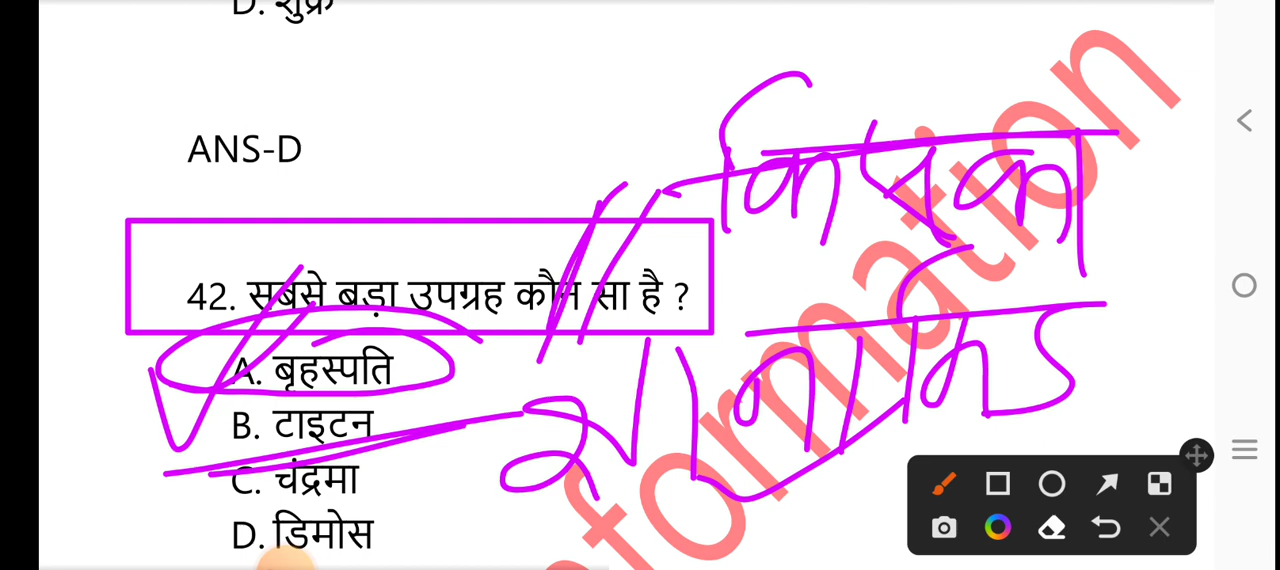 D. शुक्र
ANS-D
42. सबसे बड़ा उपग्रह कौन सा है ?
A. बृहस्पति
B. टाइटन
C. चंद्रमा
D. डिमोस
formation